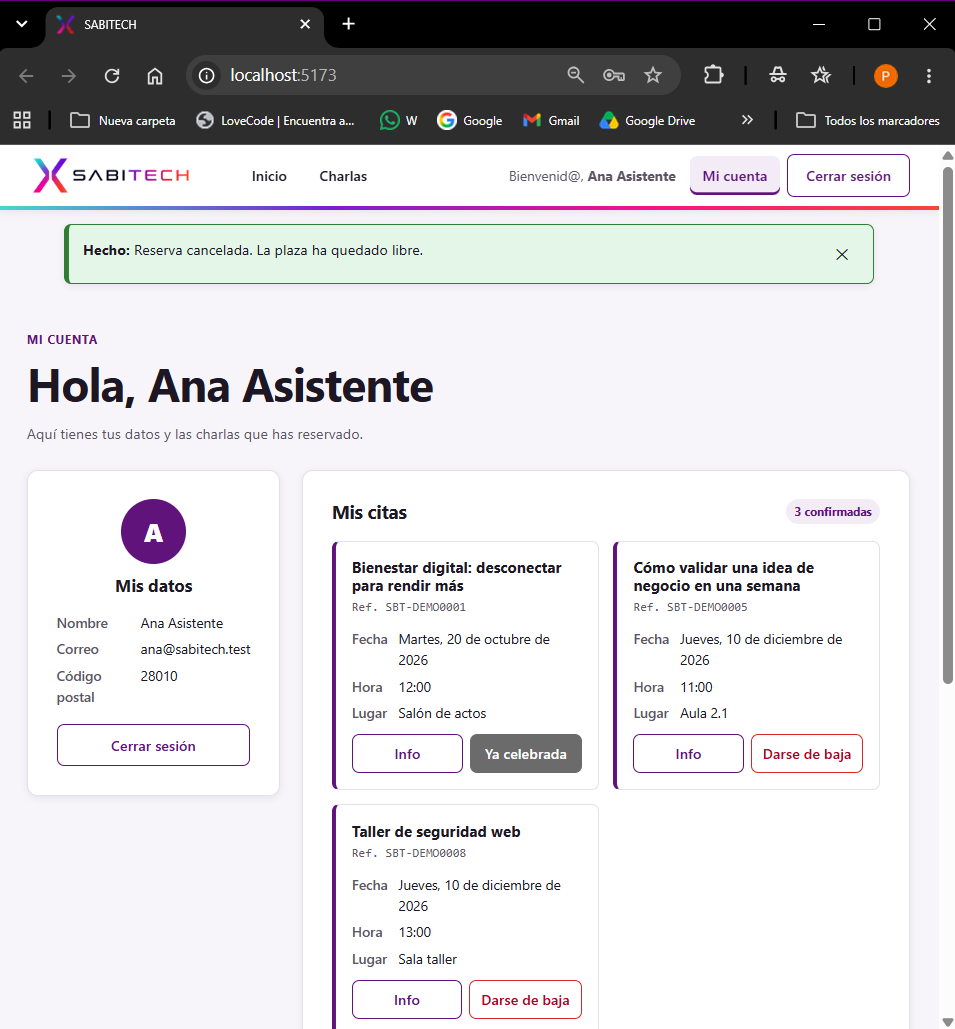 SABITECH
localhost:5173
P
Nueva carpeta
LoveCode | Encuentra a...
W
Google
Gmail
Google Drive
Todos los marcadores
SABITECH
Inicio
Charlas
Bienvenid@, Ana Asistente
Mi cuenta
Cerrar sesión
Hecho: Reserva cancelada. La plaza ha quedado libre.
MI CUENTA
Hola, Ana Asistente
Aquí tienes tus datos y las charlas que has reservado.
A
Mis datos
Nombre Ana Asistente
Correo ana@sabitech.test
Código 28010
postal
Cerrar sesión
Mis citas
3 confirmadas
Bienestar digital: desconectar
para rendir más
Ref. SBT-DEMO0001
Fecha Martes, 20 de octubre de
2026
Hora 12:00
Lugar Salón de actos
Info
Ya celebrada
Cómo validar una idea de
negocio en una semana
Ref. SBT-DEMO0005
Fecha Jueves, 10 de diciembre de
2026
Hora 11:00
Lugar Aula 2.1
Info
Darse de baja
Taller de seguridad web
Ref. SBT-DEMO0008
Fecha Jueves, 10 de diciembre de
2026
Hora 13:00
Lugar Sala taller
Info
Darse de baja